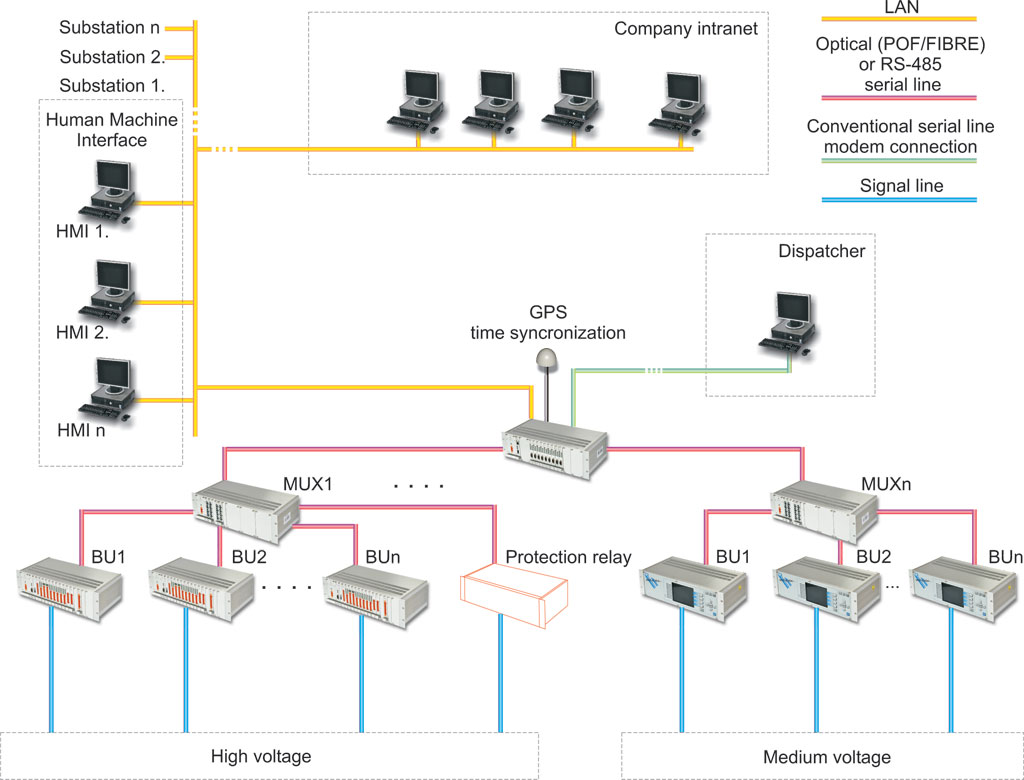 Substation n
Substation 2.
Substation 1.
Human Machine
Interface
HMI 1.
HMI 2.
HMI n
Company intranet
LAN
Optical (POF/FIBRE)
or RS-485
serial line
Conventional serial line
modem connection
Signal line
Dispatcher
GPS
time syncronization
MUX1
. . . .
MUXn
BU1
BU2
. . . .
BUn
Protection relay
BU1
BU2
...
BUn
High voltage
Medium voltage